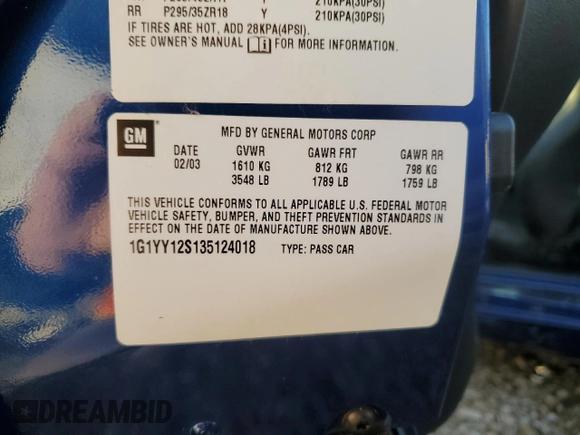 RR P295/35ZR18 Y 210KPA(30PSI)
IF TIRES ARE HOT, ADD 28KPA(4PSI).
SEE OWNER'S MANUAL FOR MORE INFORMATION
GM
MFD BY GENERAL MOTORS CORP
DATE GVWR GAWR FRT GAWR RR
02/03 1610 KG 812 KG 798 KG
3548 LB 1789 LB 1759 LB
THIS VEHICLE CONFORMS TO ALL APPLICABLE U.S. FEDERAL MOTOR
VEHICLE SAFETY, BUMPER, AND THEFT PREVENTION STANDARDS IN
EFFECT ON THE DATE OF MANUFACTURE SHOWN ABOVE.
1G1YY12S135124018 TYPE: PASS CAR
DREAMBID